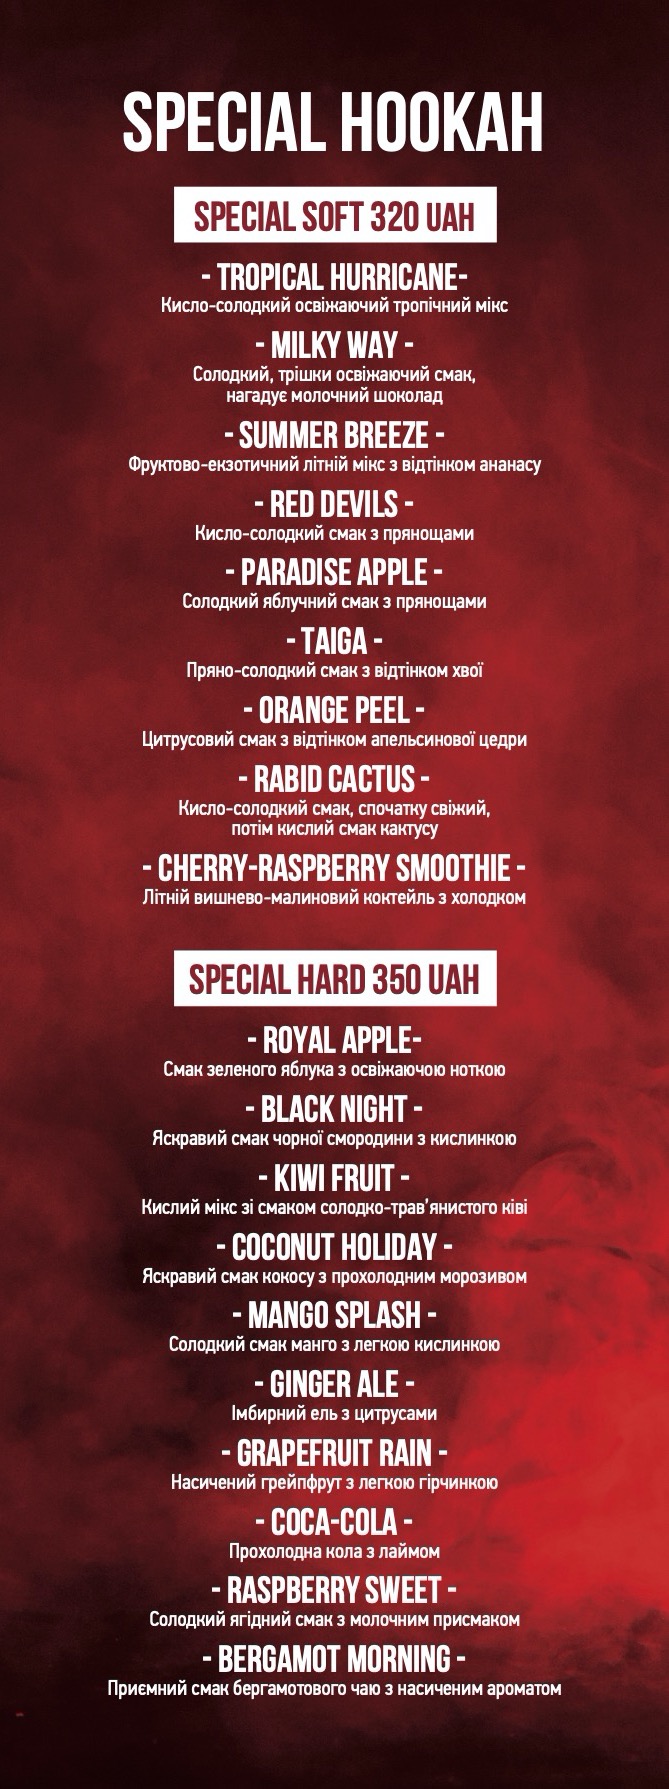 SPECIAL HOOKAH
SPECIAL SOFT 320 UAH
- TROPICAL HURRICANE-
Кисло-солодкий освіжаючий тропічний мікс
- MILKY WAY -
Солодкий, трішки освіжаючий смак,
нагадує молочний шоколад
- SUMMER BREEZE -
Фруктово-екзотичний літній мікс з відтінком ананасу
- RED DEVILS -
Кисло-солодкий смак з прянощами
- PARADISE APPLE -
Солодкий яблучний смак з прянощами
- TAIGA -
Пряно-солодкий смак з відтінком хвої
- ORANGE PEEL -
Цитрусовий смак з відтінком апельсинової цедри
- RABID CACTUS -
Кисло-солодкий смак, спочатку свіжий,
потім кислий смак кактусу
- CHERRY-RASPBERRY SMOOTHIE -
Літній вишнево-малиновий коктейль з холодком
SPECIAL HARD 350 UAH
- ROYAL APPLE-
Смак зеленого яблука з освіжаючою ноткою
- BLACK NIGHT -
Яскравий смак чорної смородини з кислинкою
- KIWI FRUIT -
Кислий мікс зі смаком солодко-трав’янистого ківі
- COCONUT HOLIDAY -
Яскравий смак кокосу з прохолодним морозивом
- MANGO SPLASH -
Солодкий смак манго з легкою кислинкою
- GINGER ALE -
Імбирний ель з цитрусами
- GRAPEFRUIT RAIN -
Насичений грейпфрут з легкою гірчинкою
- COCA-COLA -
Прохолодна кола з лаймом
- RASPBERRY SWEET -
Солодкий ягідний смак з молочним присмаком
- BERGAMOT MORNING -
Приємний смак бергамотового чаю з насиченим ароматом